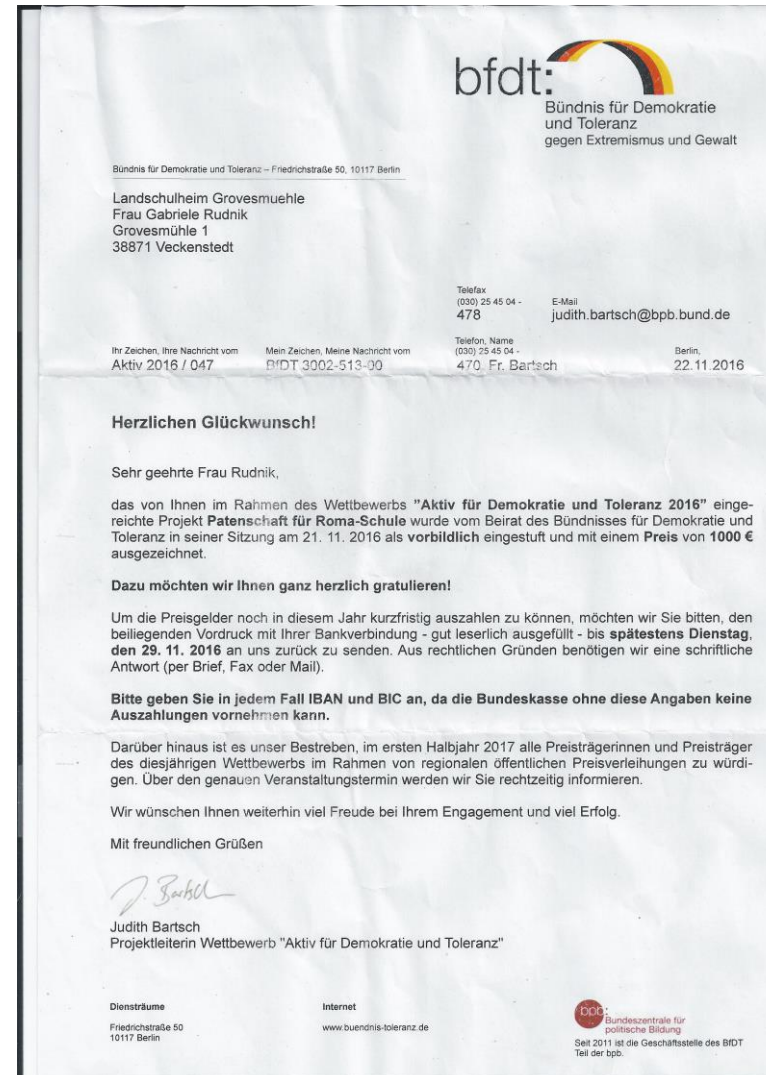 bfdt:
Bündnis für Demokratie
und Toleranz
gegen Extremismus und Gewalt
Bündnis für Demokratie und Toleranz – Friedrichstraße 50, 10117 Berlin
Landschulheim Grovesmuehle
Frau Gabriele Rudnik
Grovesmühle 1
38871 Veckenstedt
Telefax
(030) 25 45 04 - E-Mail
478 judith.bartsch@bpb.bund.de
Telefon, Name
Ihr Zeichen, Ihre Nachricht vom Mein Zeichen, Meine Nachricht vom (030) 25 45 04 - Berlin,
Aktiv 2016 / 047 BfDT 3002-513-00 470, Fr. Bartsch 22.11.2016
Herzlichen Glückwunsch!
Sehr geehrte Frau Rudnik,
das von Ihnen im Rahmen des Wettbewerbs "Aktiv für Demokratie und Toleranz 2016" einge-
reichte Projekt Patenschaft für Roma-Schule wurde vom Beirat des Bündnisses für Demokratie und
Toleranz in seiner Sitzung am 21. 11. 2016 als vorbildlich eingestuft und mit einem Preis von 1000 €
ausgezeichnet.
Dazu möchten wir Ihnen ganz herzlich gratulieren!
Um die Preisgelder noch in diesem Jahr kurzfristig auszahlen zu können, möchten wir Sie bitten, den
beiliegenden Vordruck mit Ihrer Bankverbindung - gut leserlich ausgefüllt - bis spätestens Dienstag,
den 29. 11. 2016 an uns zurück zu senden. Aus rechtlichen Gründen benötigen wir eine schriftliche
Antwort (per Brief, Fax oder Mail).
Bitte geben Sie in jedem Fall IBAN und BIC an, da die Bundeskasse ohne diese Angaben keine
Auszahlungen vornehmen kann.
Darüber hinaus ist es unser Bestreben, im ersten Halbjahr 2017 alle Preisträgerinnen und Preisträger
des diesjährigen Wettbewerbs im Rahmen von regionalen öffentlichen Preisverleihungen zu würdi-
gen. Über den genauen Veranstaltungstermin werden wir Sie rechtzeitig informieren.
Wir wünschen Ihnen weiterhin viel Freude bei Ihrem Engagement und viel Erfolg.
Mit freundlichen Grüßen
J. Bartsch
Judith Bartsch
Projektleiterin Wettbewerb "Aktiv für Demokratie und Toleranz"
Diensträume Internet
Friedrichstraße 50 www.buendnis-toleranz.de
10117 Berlin
bpb:
Bundeszentrale für
politische Bildung
Seit 2011 ist die Geschäftsstelle des BfDT
Teil der bpb.